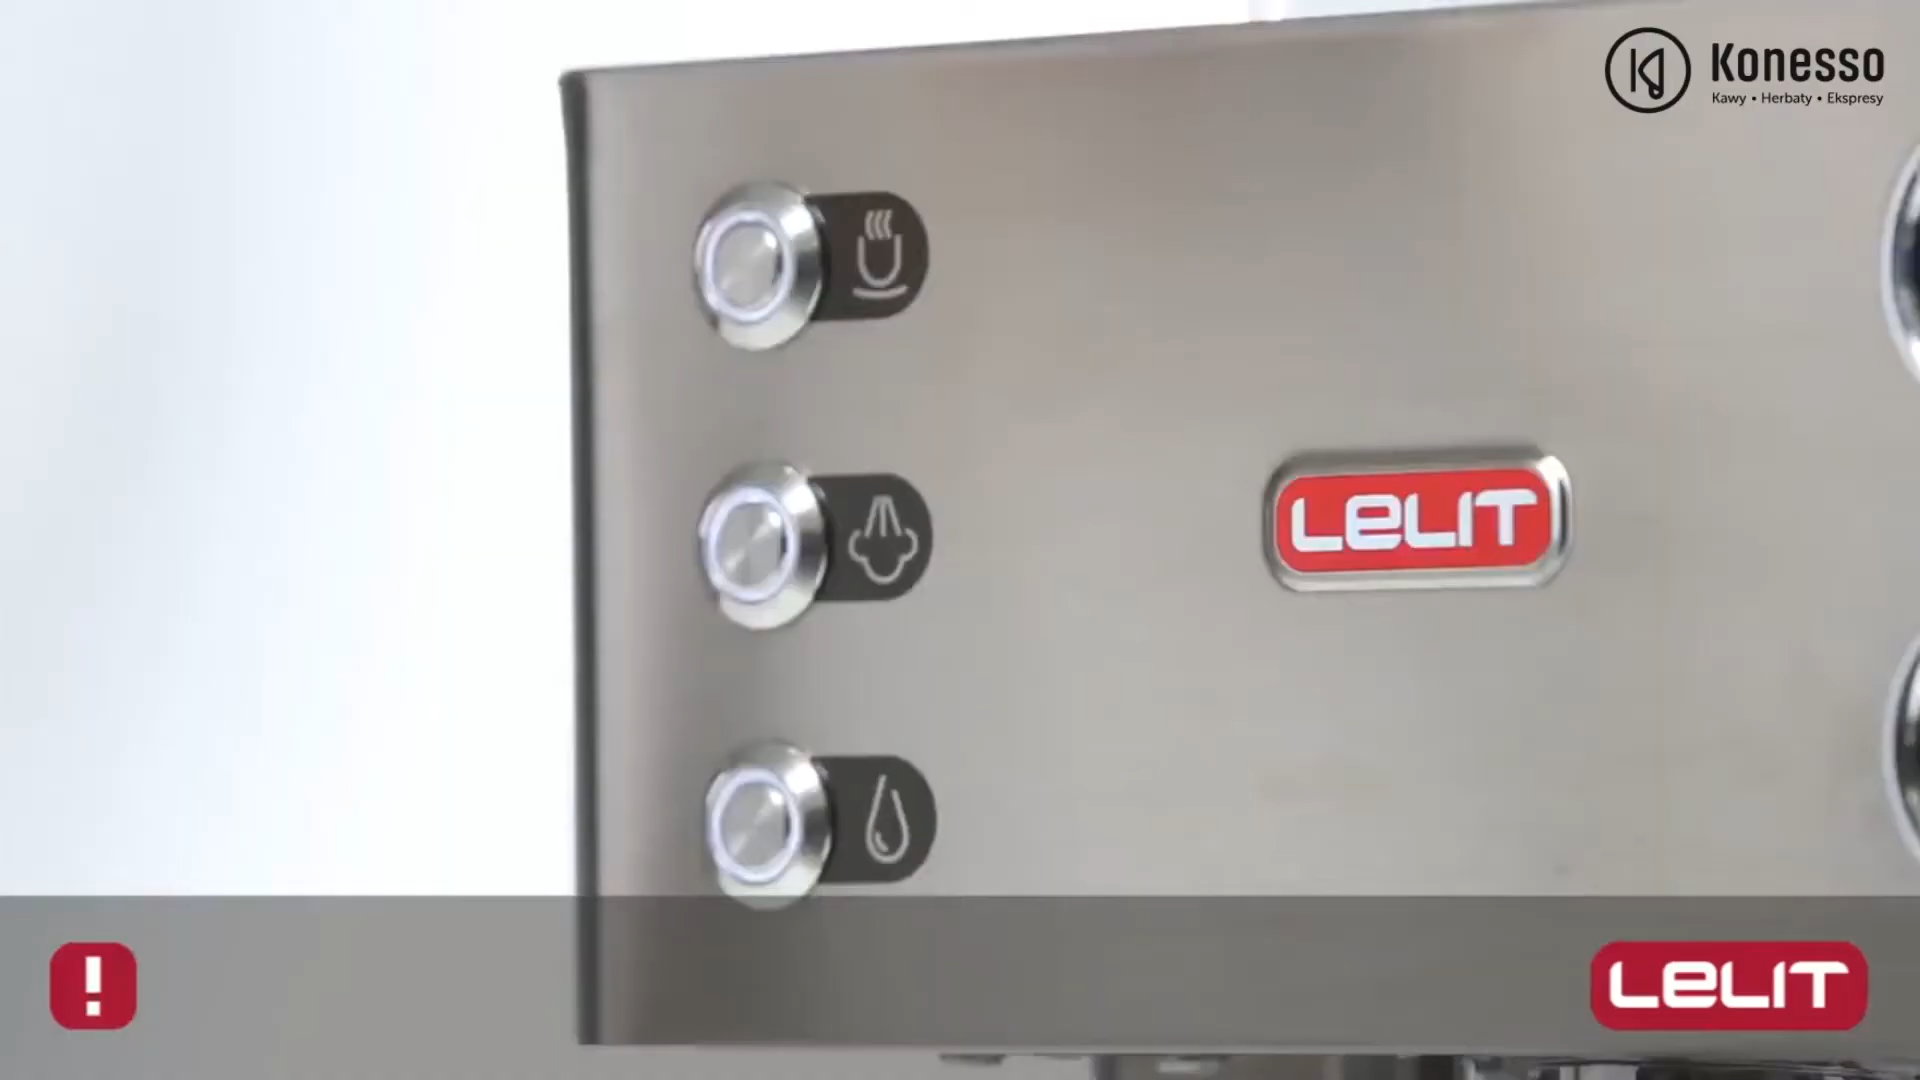 Konesso
Kawy • Herbaty • Ekspresy
LELIT
!
LELIT